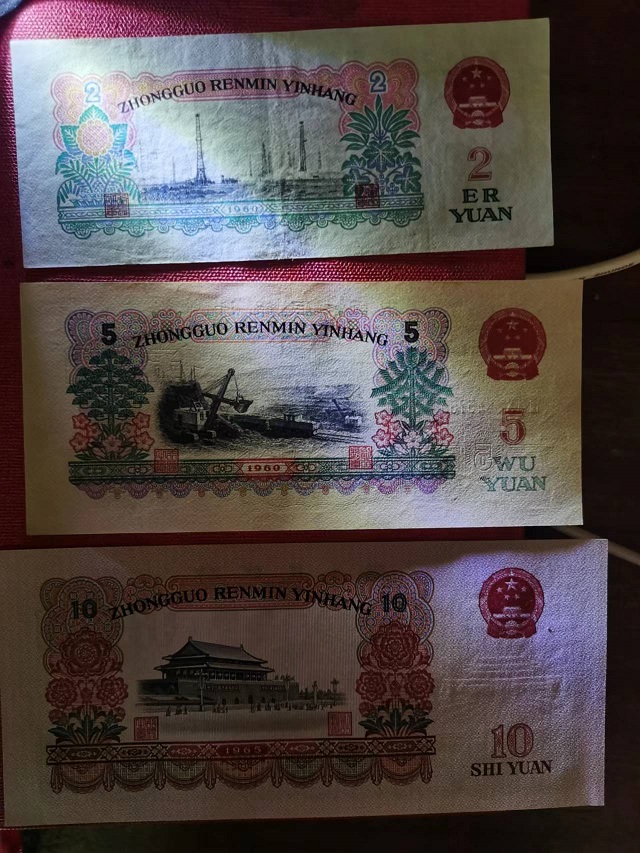 2 2
ZHONGGUO RENMIN YINHANG
2
ER
YUAN
1960
5 5
ZHONGGUO RENMIN YINHANG
5
WU
YUAN
1960
10 10
ZHONGGUO RENMIN YINHANG
10
SHI YUAN
1965